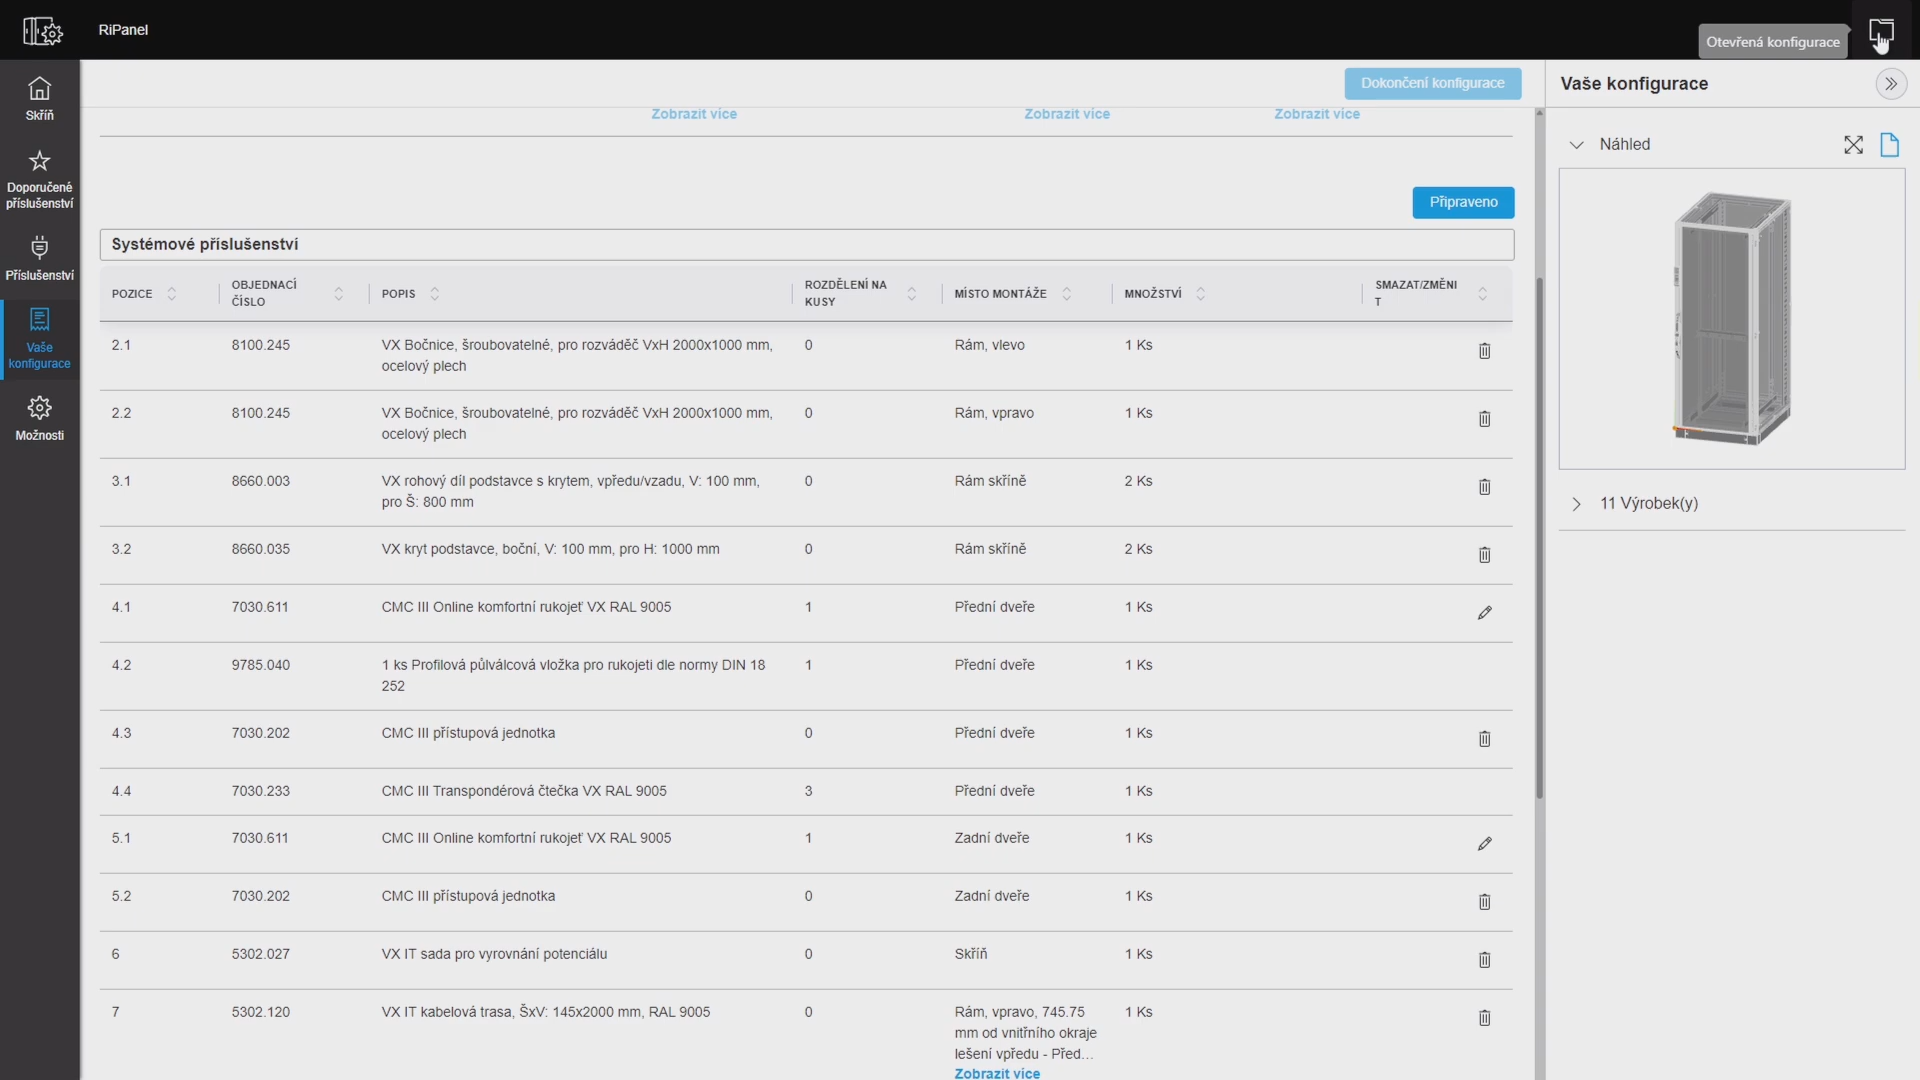 RiPanel
Otevřená konfigurace
Skříň
Doporučené
příslušenství
Příslušenství
Vaše
konfigurace
Možnosti
Dokončení konfigurace
Zobrazit více Zobrazit více Zobrazit více
Připraveno
Systémové příslušenství
POZICE OBJEDNACÍ ČÍSLO POPIS ROZDĚLENÍ NA KUSY MÍSTO MONTÁŽE MNOŽSTVÍ SMAZAT/ZMĚNIT
2.1 8100.245 VX Bočnice, šroubovatelné, pro rozváděč VxH 2000x1000 mm, 0 Rám, vlevo 1 Ks
ocelový plech
2.2 8100.245 VX Bočnice, šroubovatelné, pro rozváděč VxH 2000x1000 mm, 0 Rám, vpravo 1 Ks
ocelový plech
3.1 8660.003 VX rohový díl podstavce s krytem, vpředu/vzadu, V: 100 mm, 0 Rám skříně 2 Ks
pro Š: 800 mm
3.2 8660.035 VX kryt podstavce, boční, V: 100 mm, pro H: 1000 mm 0 Rám skříně 2 Ks
4.1 7030.611 CMC III Online komfortní rukojeť VX RAL 9005 1 Přední dveře 1 Ks
4.2 9785.040 1 ks Profilová půlválcová vložka pro rukojeti dle normy DIN 18 1 Přední dveře 1 Ks
252
4.3 7030.202 CMC III přístupová jednotka 0 Přední dveře 1 Ks
4.4 7030.233 CMC III Transpondérová čtečka VX RAL 9005 3 Přední dveře 1 Ks
5.1 7030.611 CMC III Online komfortní rukojeť VX RAL 9005 1 Zadní dveře 1 Ks
5.2 7030.202 CMC III přístupová jednotka 0 Zadní dveře 1 Ks
6 5302.027 VX IT sada pro vyrovnání potenciálu 0 Skříň 1 Ks
7 5302.120 VX IT kabelová trasa, ŠxV: 145x2000 mm, RAL 9005 0 Rám, vpravo, 745.75 1 Ks
mm od vnitřního okraje
lešení vpředu - Před...
Zobrazit více
Vaše konfigurace
Náhled
11 Výrobek(y)